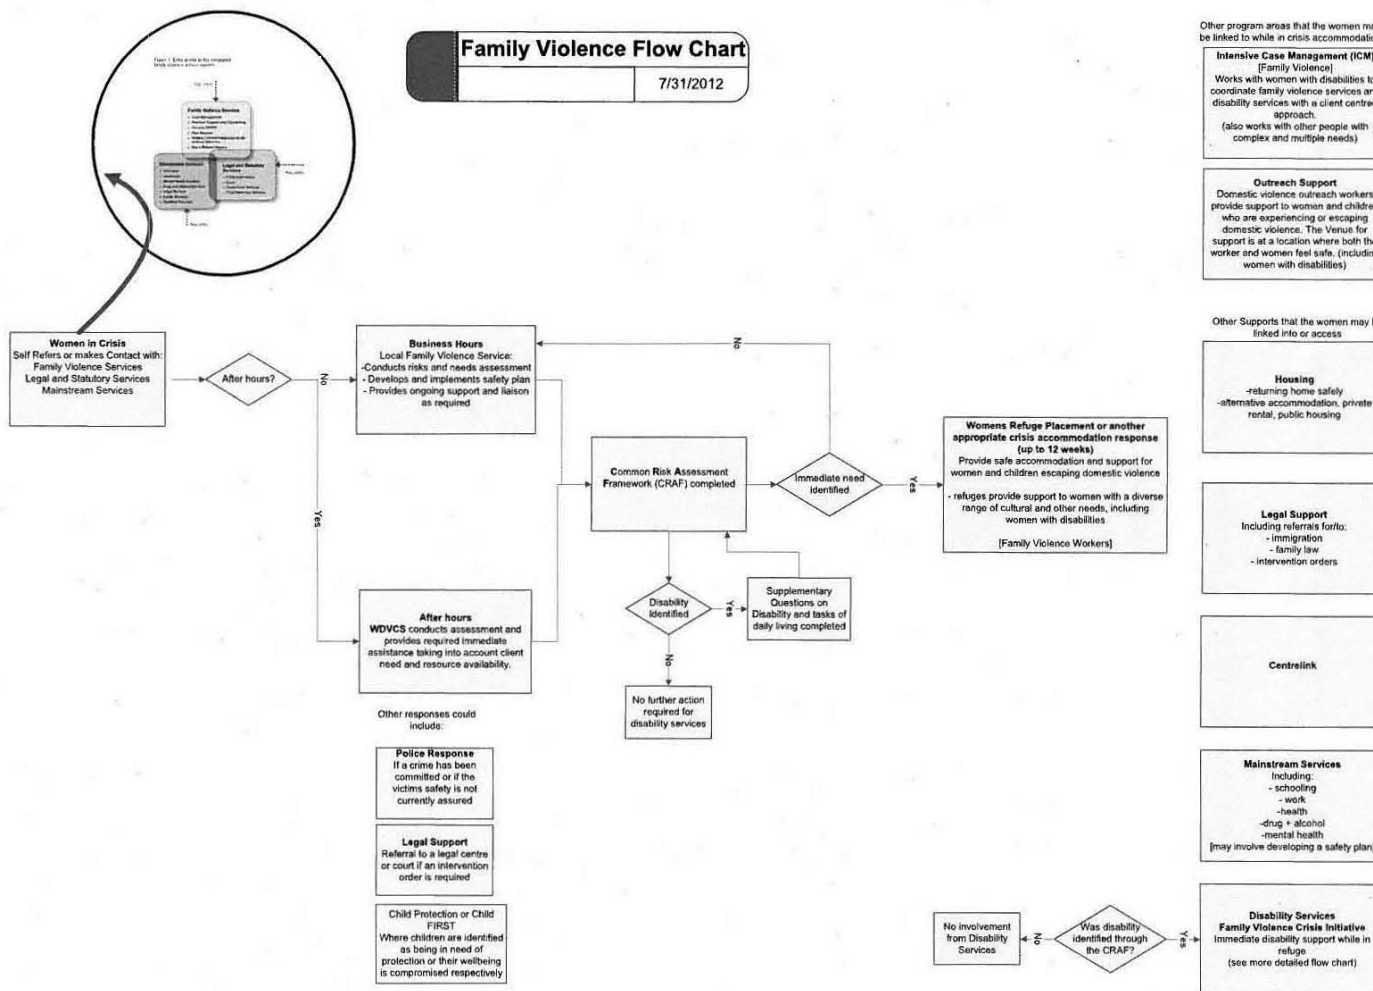 Family Violence Flow Chart
7/31/2012
Family Violence Services
Legal and Statutory
Services
Women in Crisis
Self Refers or makes Contact with:
Family Violence Services
Legal and Statutory Services
Mainstream Services
After hours?
No
Yes
Business Hours
Local Family Violence Service:
-Conducts risks and needs assessment
- Develops and implements safety plan
- Provides ongoing support and liaison
as required
After hours
WDVCS conducts assessment and
provides required immediate
assistance taking into account client
need and resource availability.
Other responses could
include:
Police Response
If a crime has been
committed or if the
victims safety is not
currently assured
Legal Support
Referral to a legal centre
or court if an intervention
order is required
Child Protection or Child
FIRST
Where children are identified
as being in need of
protection or their wellbeing
is compromised respectively
Common Risk Assessment
Framework (CRAF) completed
Disability
Identified
Yes
No
Supplementary
Questions on
Disability and tasks of
daily living completed
No further action
required for
disability services
Immediate need
identified
No
Yes
Womens Refuge Placement or another
appropriate crisis accommodation response
(up to 12 weeks)
Provide safe accommodation and support for
women and children escaping domestic violence
- refuges provide support to women with a diverse
range of cultural and other needs, including
women with disabilities
[Family Violence Workers]
Other program areas that the women
be linked to while in crisis
Intensive Case Management (ICM)
[Family Violence]
Works with women with disabilities
coordinate family violence services
disability services with a client
approach.
(also works with other people with
complex and multiple needs)
Outreach Support
Domestic violence outreach workers
provide support to women and
who are experiencing or escaping
domestic violence. The Venue for
support is at a location where both
worker and women feel safe.
women with disabilities)
Other Supports that the women may
linked into or access
Housing
-returning home safely
-alternative accommodation, private
rental, public housing
Legal Support
Including referrals for/to:
- immigration
- family law
- intervention orders
Centrelink
Mainstream Services
Including:
- schooling
- work
-health
-drug + alcohol
-mental health
[may involve developing a safety plan]
Was disability
identified through
the CRAF?
No
Yes
No involvement
from Disability
Services
Disability Services
Family Violence Crisis Initiative
Immediate disability support while in
refuge
(see more detailed flow chart)